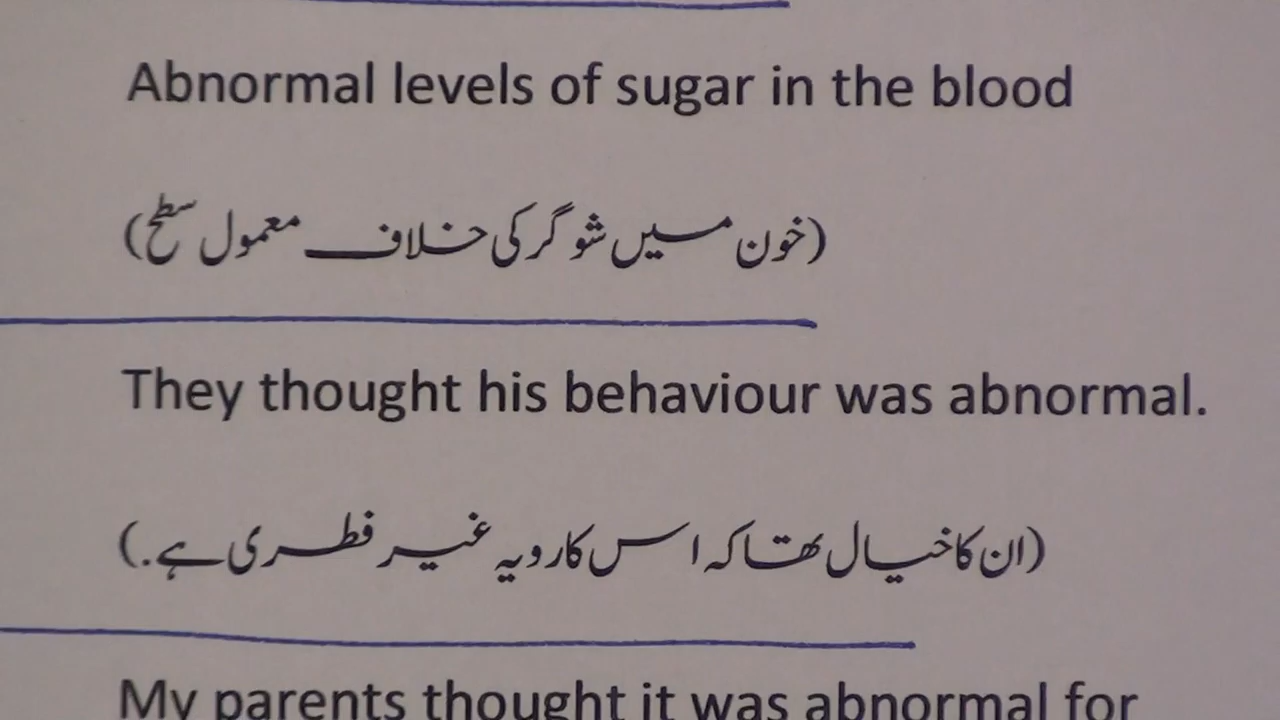 Abnormal levels of sugar in the blood
(خون میں شوگر کی خلاف معمول سطح)
They thought his behaviour was abnormal.
(ان کا خیال تھا کہ اس کا رویہ غیر فطری ہے.)
My parents thought it was abnormal for